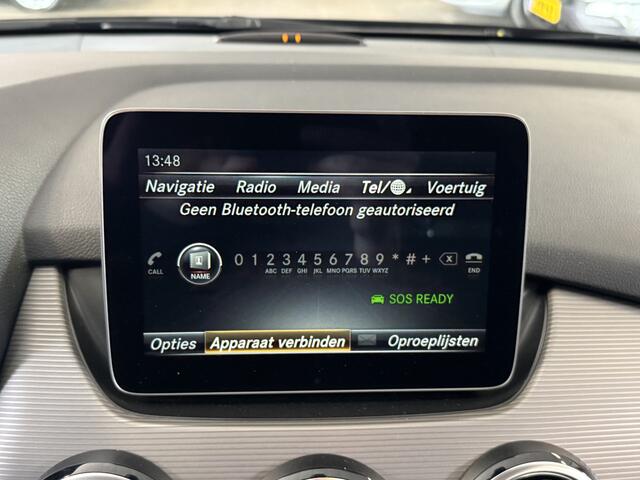 13:48
Navigatie Radio Media Tel/ Voertuig
Geen Bluetooth-telefoon geautoriseerd
0 1 2 3 4 5 6 7 8 9 * # +
ABC DEF GHI JKL MNO PQRS TUV WXYZ
CALL NAME END
SOS READY
Opties Apparaat verbinden Oproeplijsten